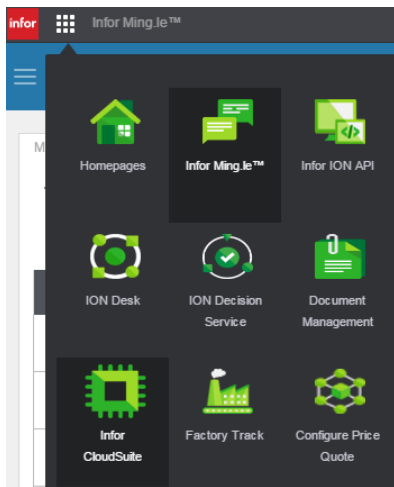 infor
Infor Ming.le™
M
Homepages
Infor Ming.le™
Infor ION API
</>
ION Desk
ION Decision
Service
Document
Management
Infor
CloudSuite
Factory Track
Configure Price
Quote